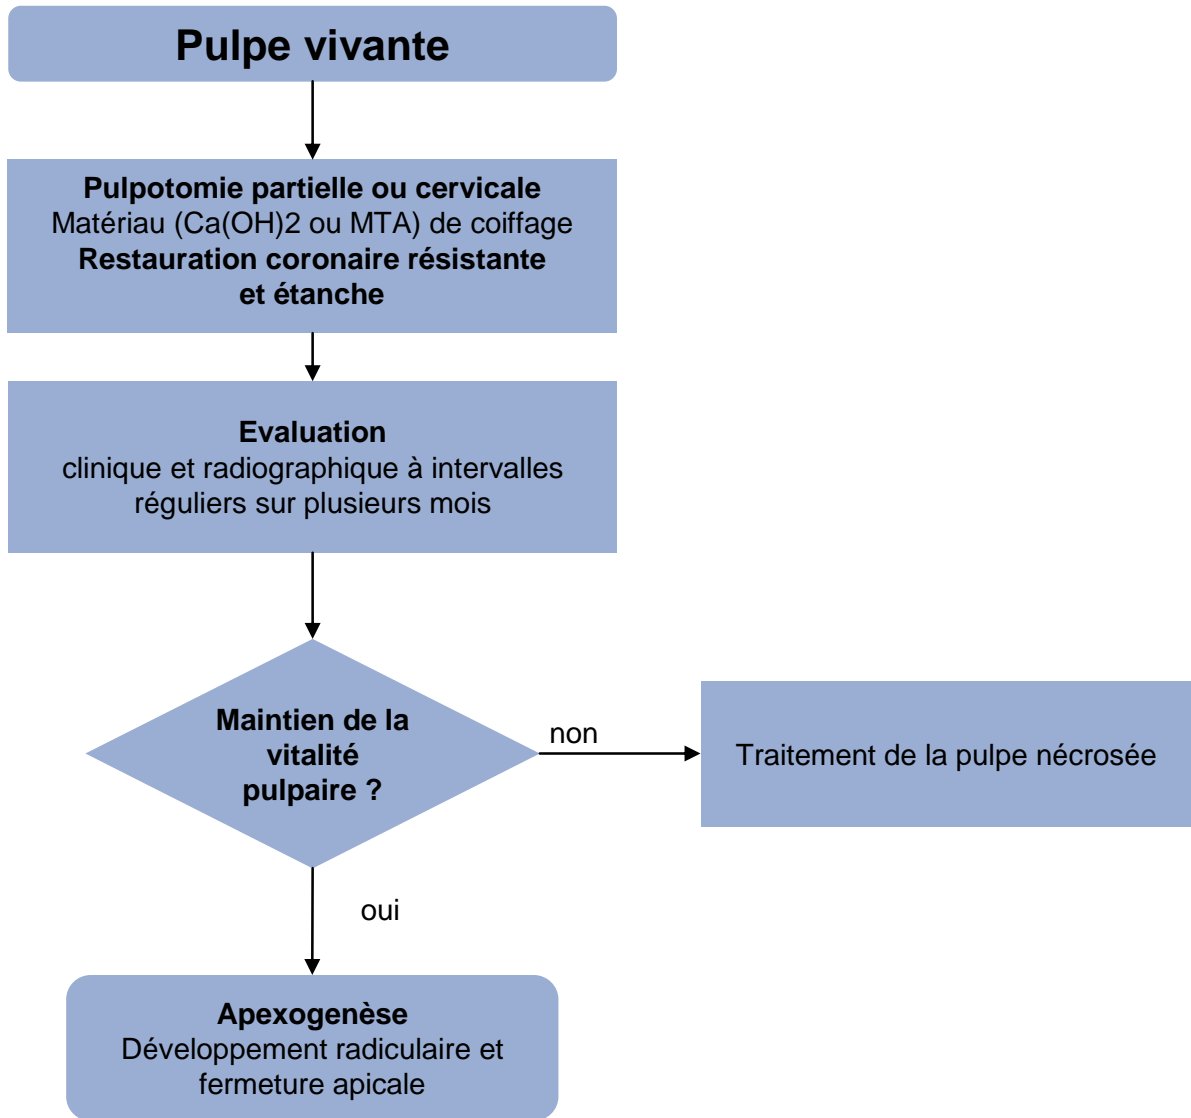 Pulpe vivante
Pulpotomie partielle ou cervicale
Matériau (Ca(OH)2 ou MTA) de coiffage
Restauration coronaire résistante
et étanche
Evaluation
clinique et radiographique à intervalles
réguliers sur plusieurs mois
Maintien de la
vitalité
pulpaire ?
non
Traitement de la pulpe nécrosée
oui
Apexogenèse
Développement radiculaire et
fermeture apicale